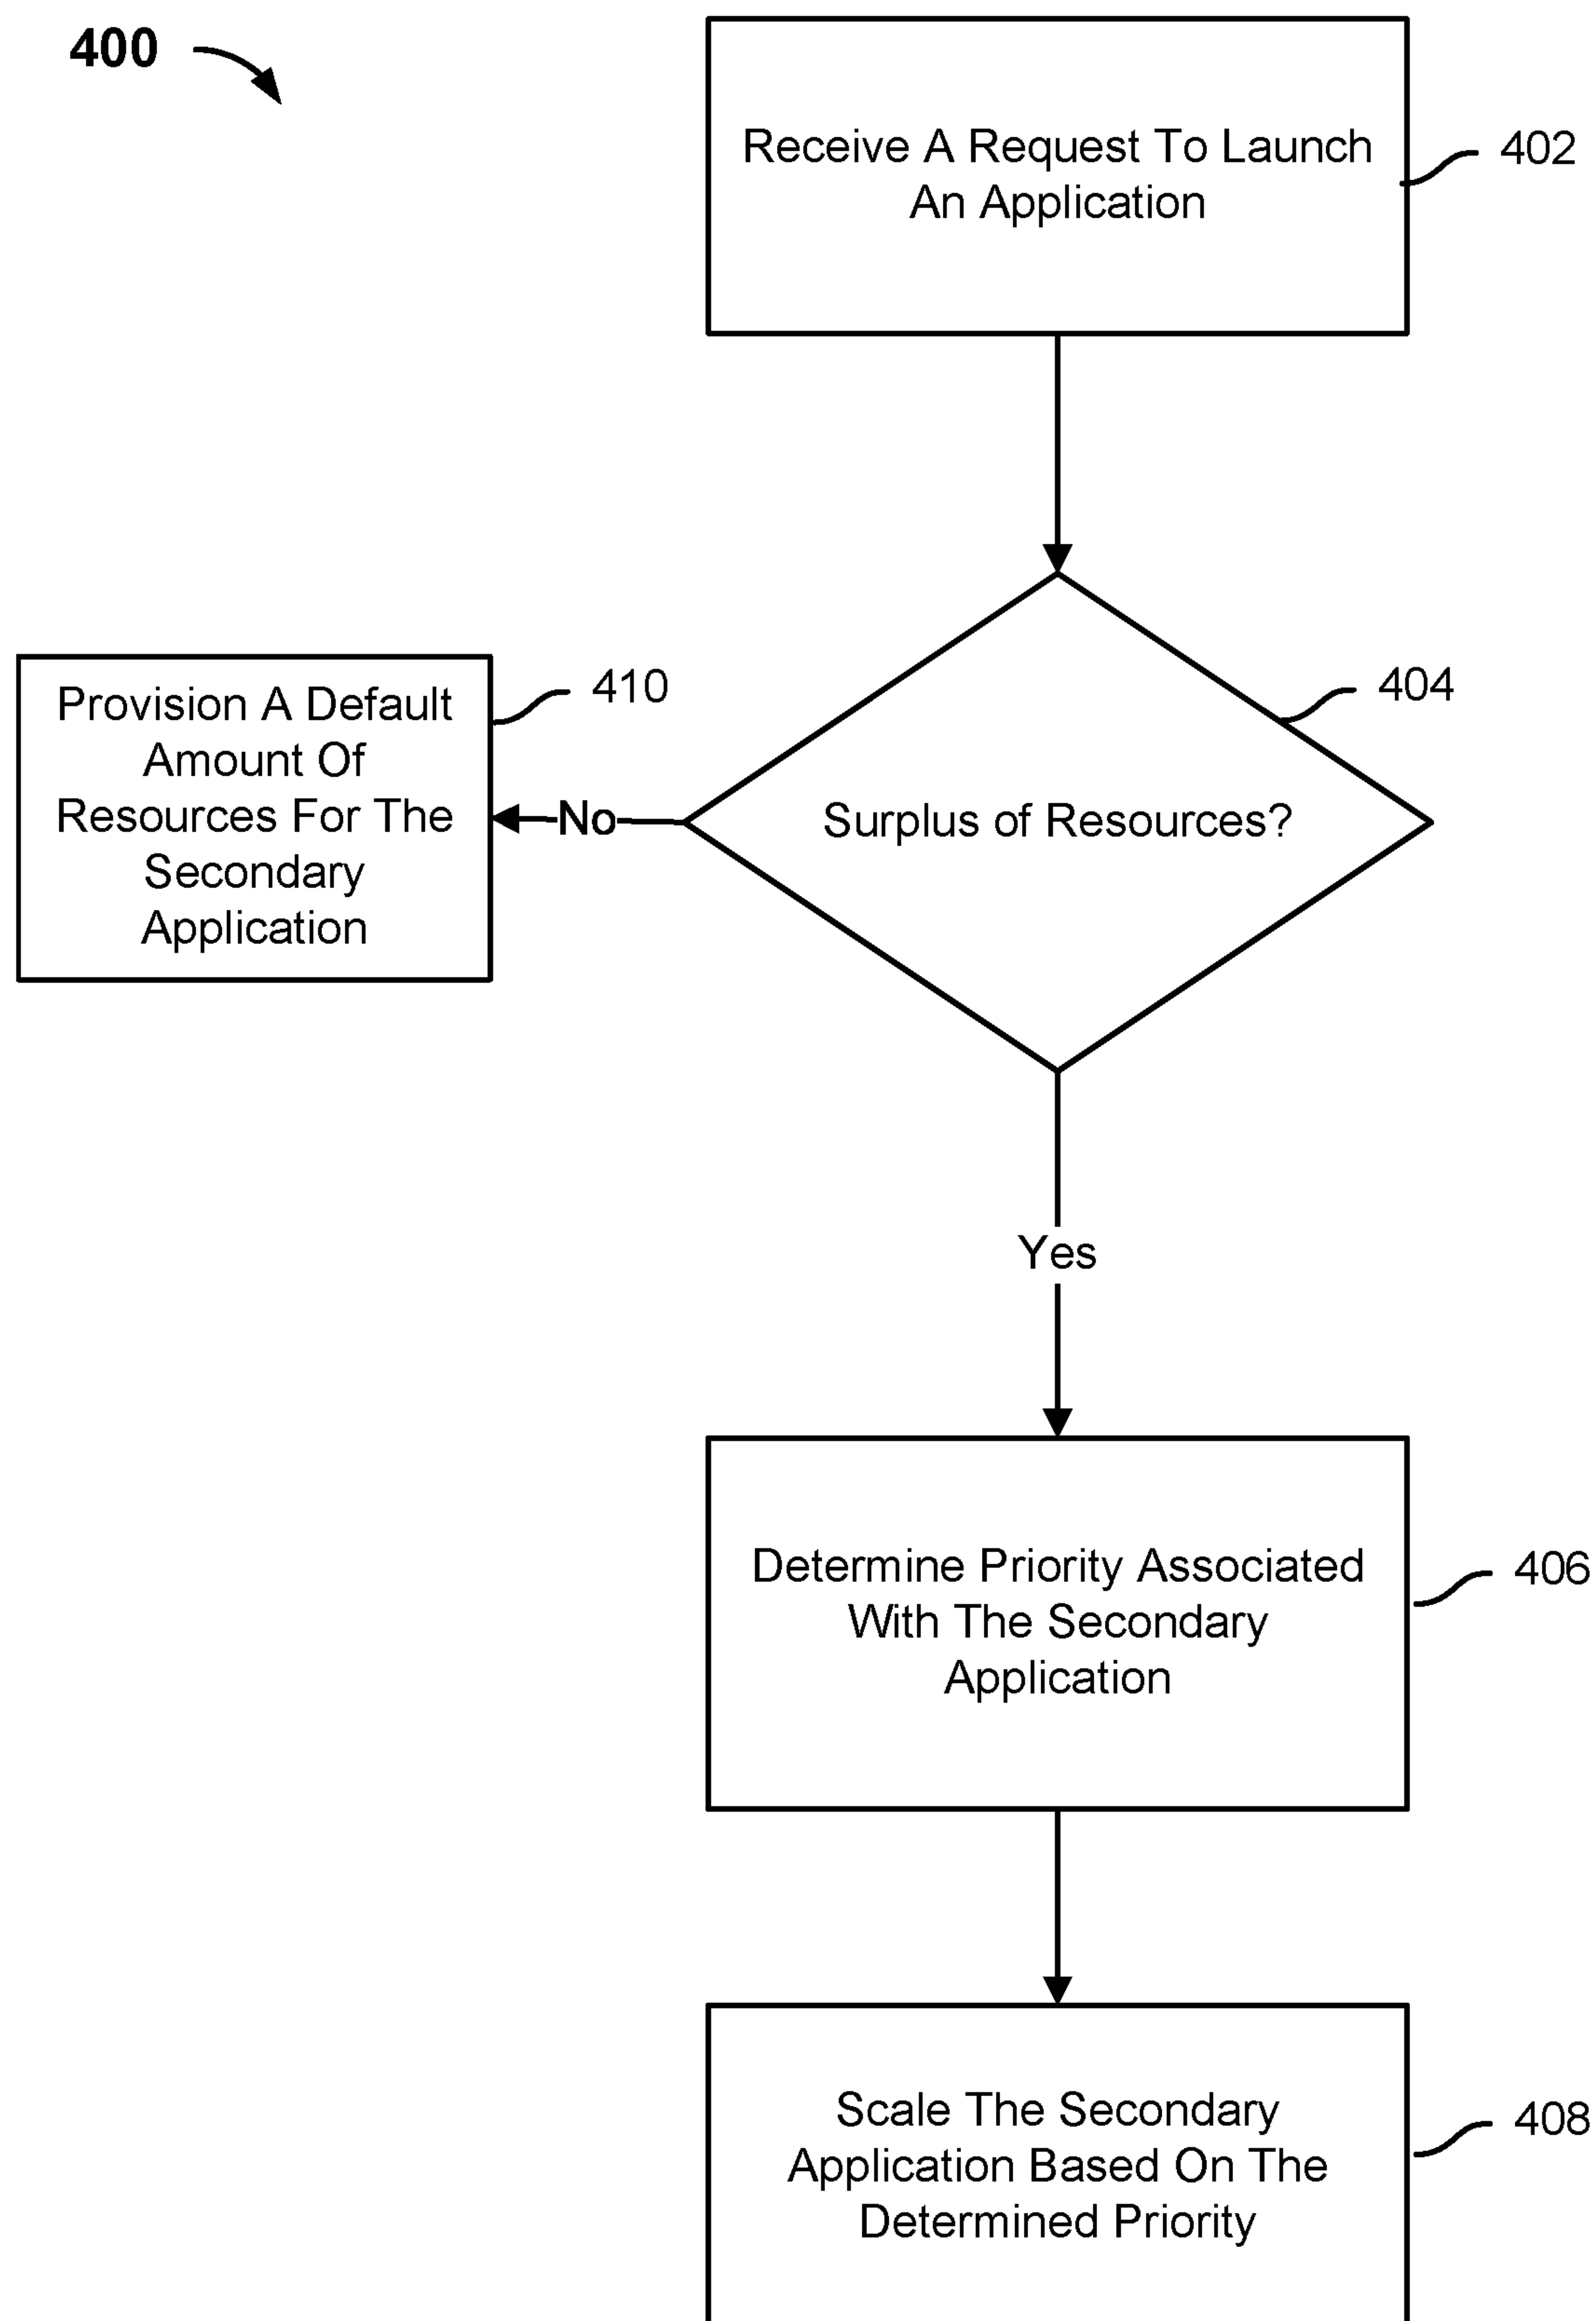 400
Receive A Request To Launch
An Application
402
404
Surplus of Resources?
No
410
Provision A Default
Amount Of
Resources For The
Secondary
Application
Yes
Determine Priority Associated
With The Secondary
Application
406
Scale The Secondary
Application Based On The
Determined Priority
408